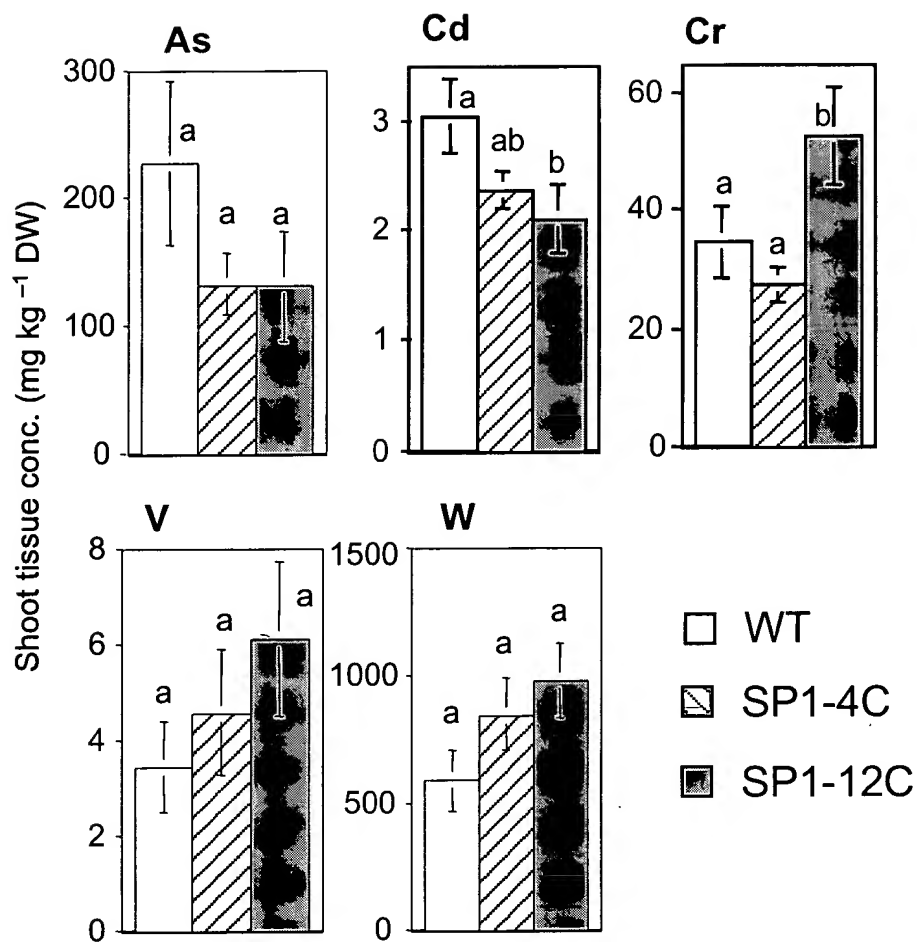 As
Cd
Cr
300
200
100
0
a
a
a
3
2
1
0
a
ab
b
60
40
20
0
a
a
b
Shoot tissue conc. (mg kg⁻¹ DW)
V
W
8
6
4
2
0
a
a
a
1500
1000
500
0
a
a
a
WT
SP1-4C
SP1-12C